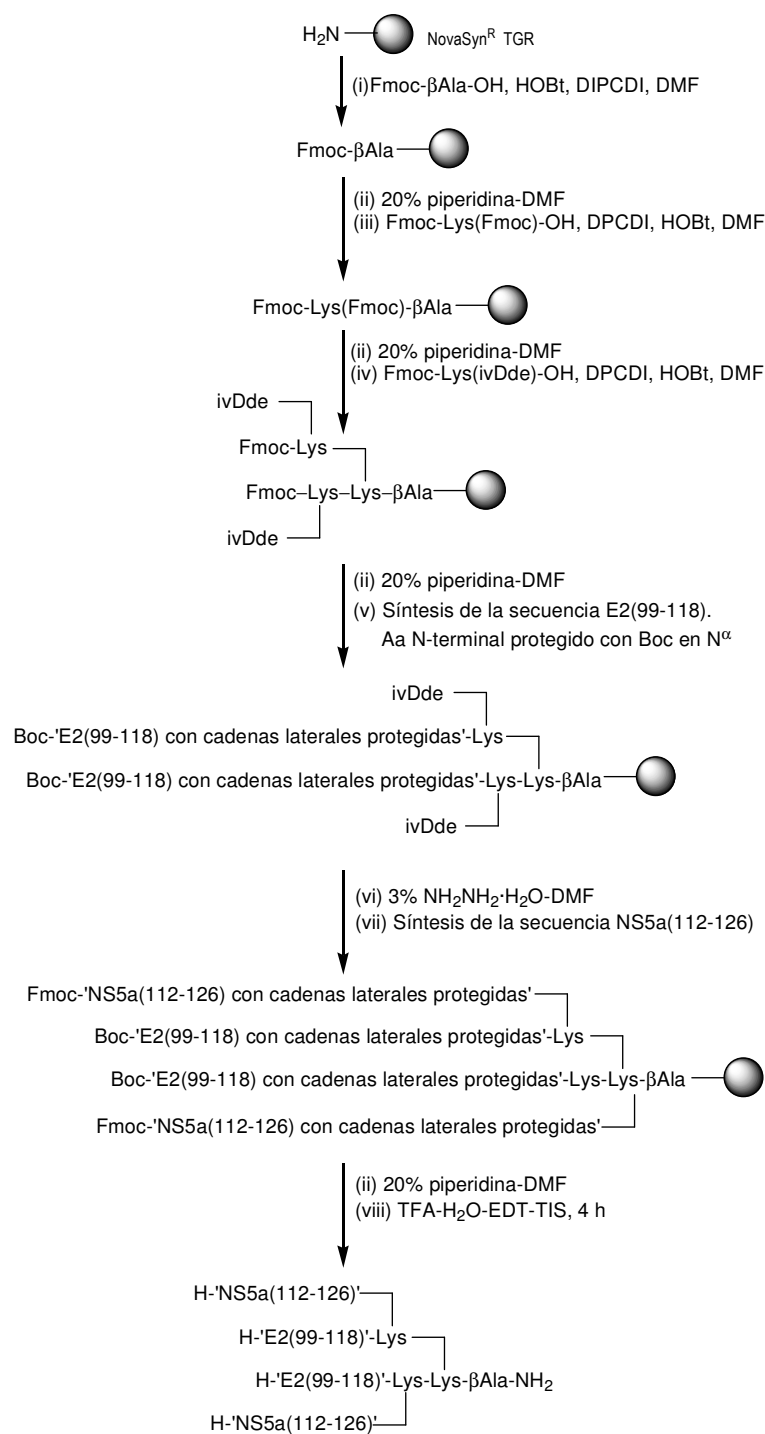 H2N NovaSynR TGR
(i)Fmoc-βAla-OH, HOBt, DIPCDI, DMF
Fmoc-βAla
(ii) 20% piperidina-DMF
(iii) Fmoc-Lys(Fmoc)-OH, DPCDI, HOBt, DMF
Fmoc-Lys(Fmoc)-βAla
(ii) 20% piperidina-DMF
(iv) Fmoc-Lys(ivDde)-OH, DPCDI, HOBt, DMF
ivDde
Fmoc-Lys
Fmoc–Lys–Lys–βAla
ivDde
(ii) 20% piperidina-DMF
(v) Síntesis de la secuencia E2(99-118).
Aa N-terminal protegido con Boc en Nα
ivDde
Boc-'E2(99-118) con cadenas laterales protegidas'-Lys
Boc-'E2(99-118) con cadenas laterales protegidas'-Lys-Lys-βAla
ivDde
(vi) 3% NH2NH2·H2O-DMF
(vii) Síntesis de la secuencia NS5a(112-126)
Fmoc-'NS5a(112-126) con cadenas laterales protegidas'
Boc-'E2(99-118) con cadenas laterales protegidas'-Lys
Boc-'E2(99-118) con cadenas laterales protegidas'-Lys-Lys-βAla
Fmoc-'NS5a(112-126) con cadenas laterales protegidas'
(ii) 20% piperidina-DMF
(viii) TFA-H2O-EDT-TIS, 4 h
H-'NS5a(112-126)'
H-'E2(99-118)'-Lys
H-'E2(99-118)'-Lys-Lys-βAla-NH2
H-'NS5a(112-126)'